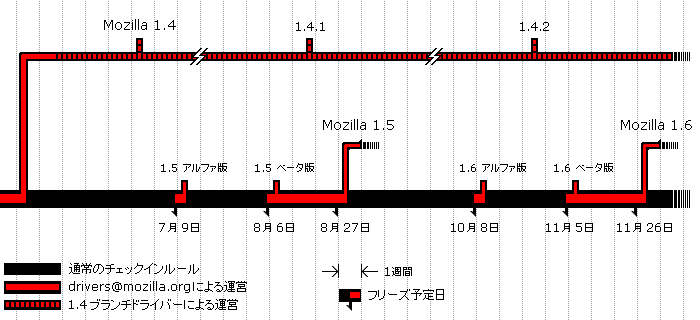 Mozilla 1.4
1.4.1
1.4.2
Mozilla 1.5
Mozilla 1.6
1.5 アルファ版
1.5 ベータ版
1.6 アルファ版
1.6 ベータ版
7月9日
8月6日
8月27日
10月8日
11月5日
11月26日
通常のチェックインルール
drivers@mozilla.orgによる運営
1.4ブランチドライバーによる運営
1週間
フリーズ予定日